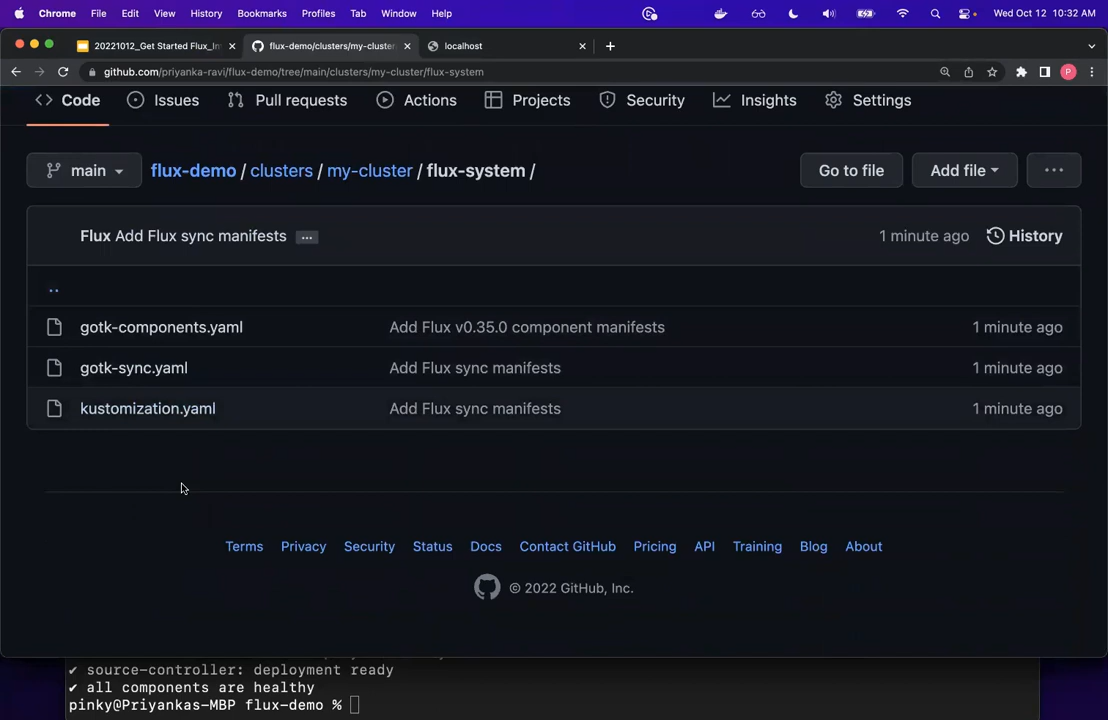 Chrome File Edit View History Bookmarks Profiles Tab Window Help Wed Oct 12 10:32 AM
20221012_Get Started Flux_In flux-demo/clusters/my-cluster localhost
github.com/priyanka-ravi/flux-demo/tree/main/clusters/my-cluster/flux-system P
Code Issues Pull requests Actions Projects Security Insights Settings
main flux-demo / clusters / my-cluster / flux-system / Go to file Add file ...
Flux Add Flux sync manifests ... 1 minute ago History
..
gotk-components.yaml Add Flux v0.35.0 component manifests 1 minute ago
gotk-sync.yaml Add Flux sync manifests 1 minute ago
kustomization.yaml Add Flux sync manifests 1 minute ago
Terms Privacy Security Status Docs Contact GitHub Pricing API Training Blog About
© 2022 GitHub, Inc.
✔ source-controller: deployment ready
✔ all components are healthy
pinky@Priyankas-MBP flux-demo %